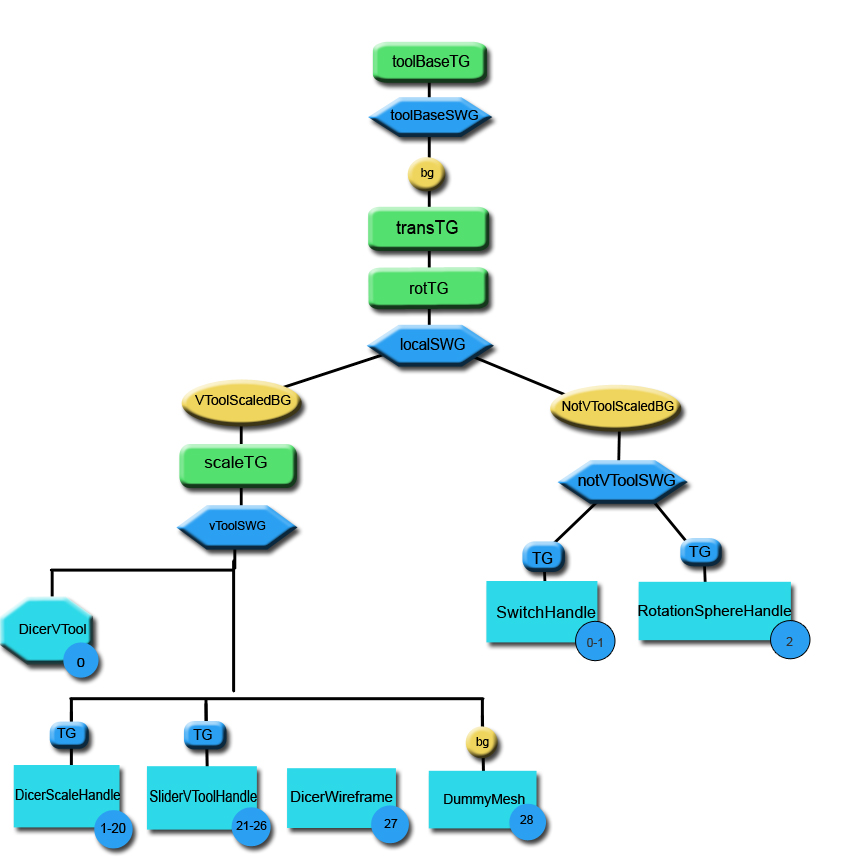 toolBaseTG
toolBaseSWG
bg
transTG
rotTG
localSWG
VToolScaledBG
NotVToolScaledBG
scaleTG
notVToolSWG
vToolSWG
TG
TG
SwitchHandle
RotationSphereHandle
0-1
2
DicerVTool
0
TG
TG
bg
DicerScaleHandle
SliderVToolHandle
DicerWireframe
DummyMesh
1-20
21-26
27
28